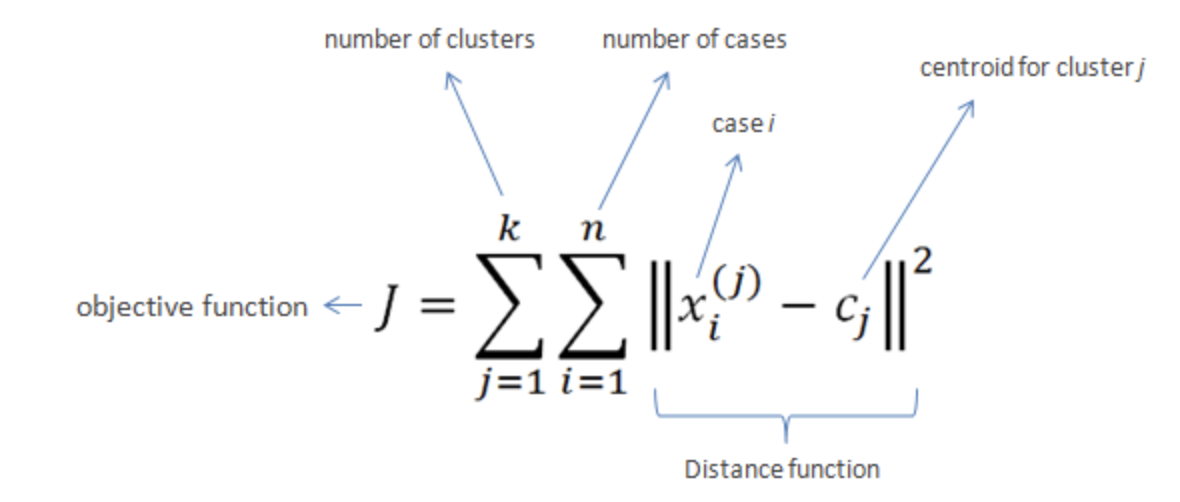 number of clusters
number of cases
centroid for cluster j
case i
objective function
J = \sum_{j=1}^{k} \sum_{i=1}^{n} \left\| x_i^{(j)} - c_j \right\|^2
Distance function